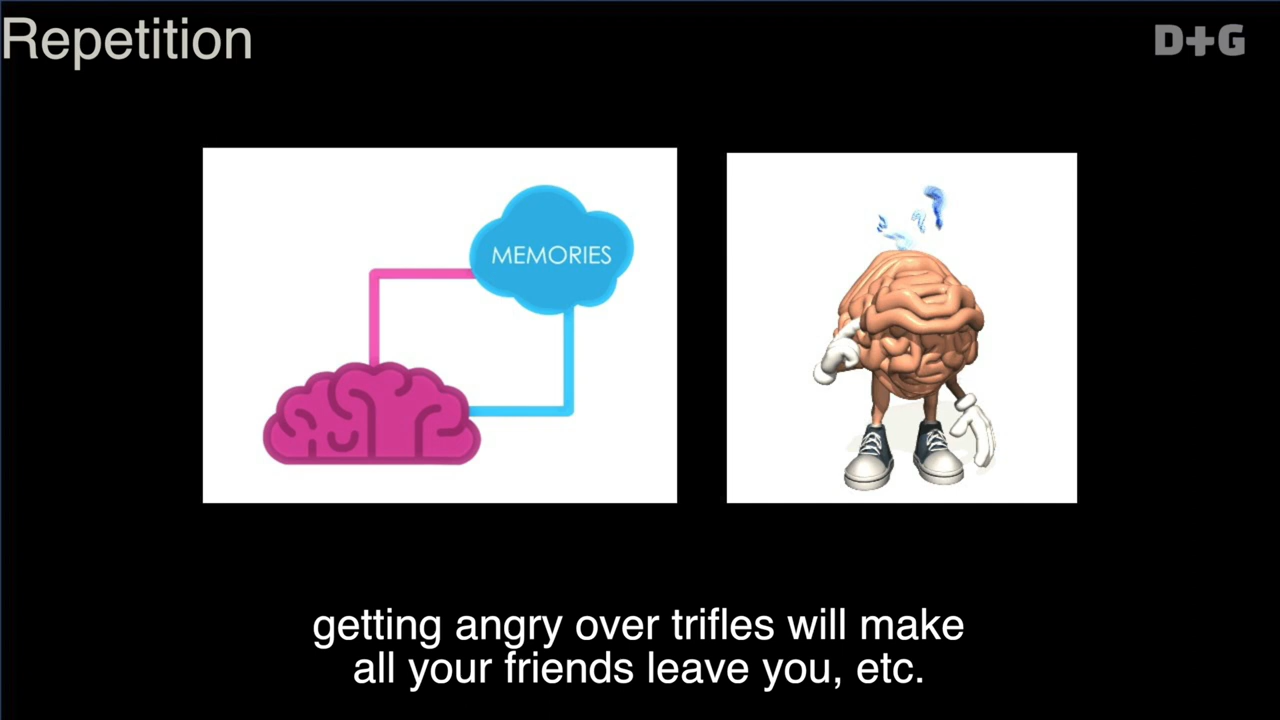 Repetition
D+G
MEMORIES
getting angry over trifles will make
all your friends leave you, etc.